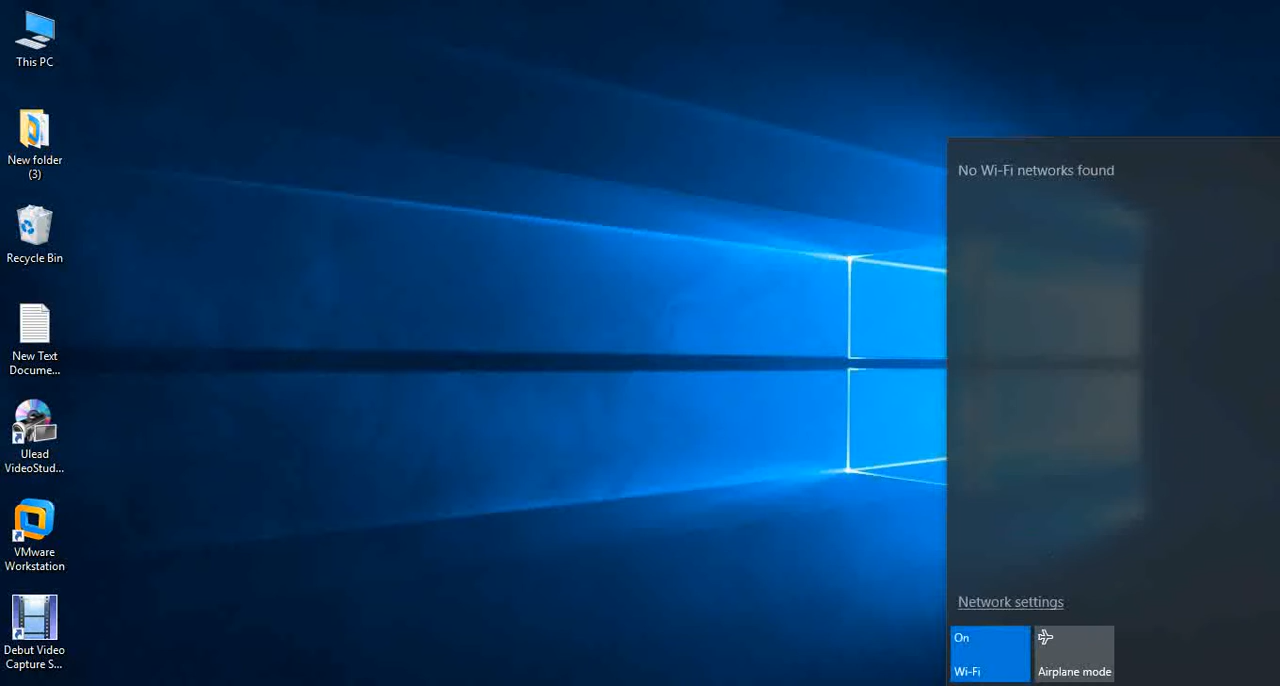 This PC
New folder
(3)
Recycle Bin
New Text
Docume...
Ulead
VideoStud...
VMware
Workstation
Debut Video
Capture S...
No Wi-Fi networks found
Network settings
On
Wi-Fi
Airplane mode